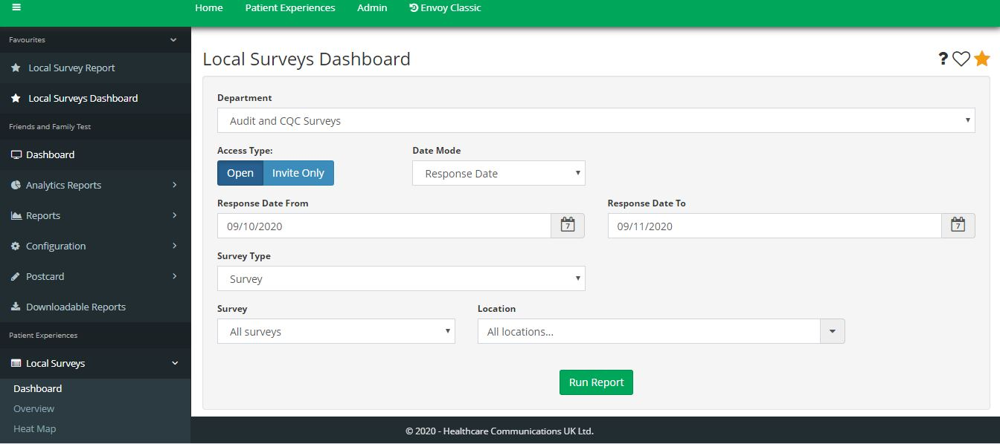 Home Patient Experiences Admin Envoy Classic
Favourites
Local Survey Report
Local Surveys Dashboard
Friends and Family Test
Dashboard
Analytics Reports
Reports
Configuration
Postcard
Downloadable Reports
Patient Experiences
Local Surveys
Dashboard
Overview
Heat Map
Local Surveys Dashboard ?
Department
Audit and CQC Surveys
Access Type: Date Mode
Open Invite Only Response Date
Response Date From Response Date To
09/10/2020 7 09/11/2020 7
Survey Type
Survey
Survey Location
All surveys All locations...
Run Report
© 2020 - Healthcare Communications UK Ltd.